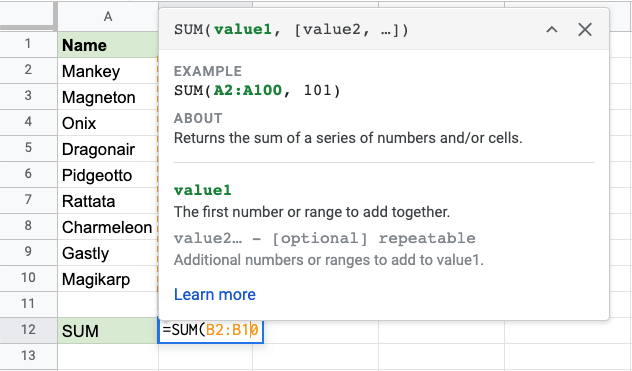 A
1 Name
2 Mankey
3 Magneton
4 Onix
5 Dragonair
6 Pidgeotto
7 Rattata
8 Charmeleon
9 Gastly
10 Magikarp
11
12 SUM =SUM(B2:B10
13
SUM(value1, [value2, …])
EXAMPLE
SUM(A2:A100, 101)
ABOUT
Returns the sum of a series of numbers and/or cells.
value1
The first number or range to add together.
value2… - [optional] repeatable
Additional numbers or ranges to add to value1.
Learn more